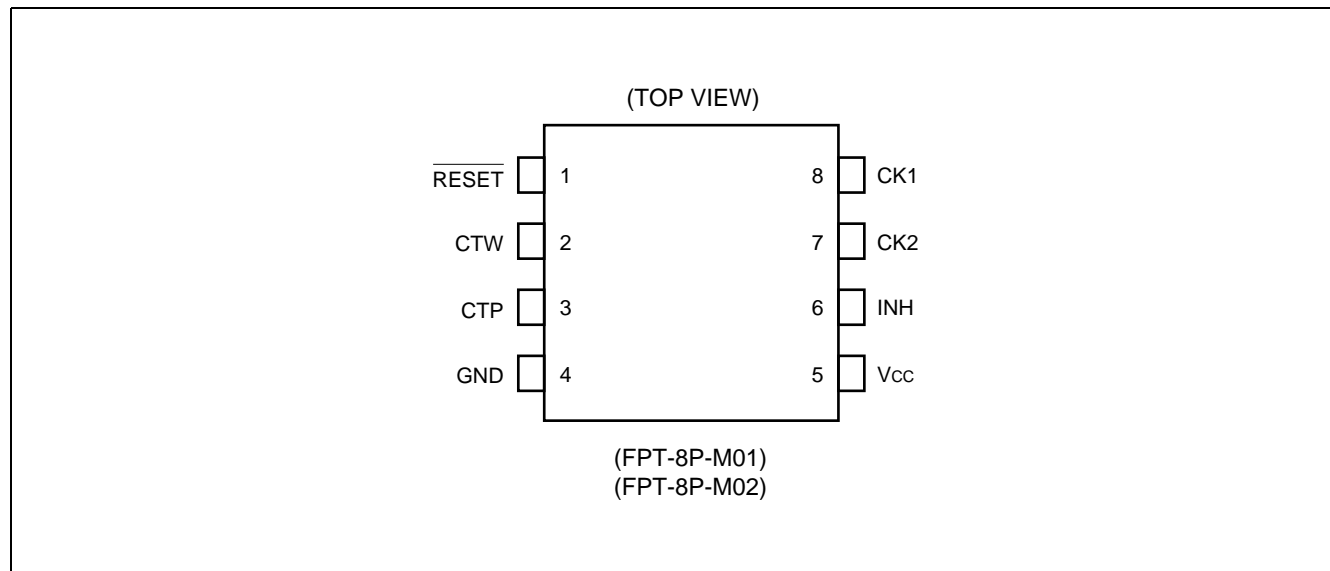 (TOP VIEW)
RESET 1 8 CK1
CTW 2 7 CK2
CTP 3 6 INH
GND 4 5 VCC
(FPT-8P-M01)
(FPT-8P-M02)